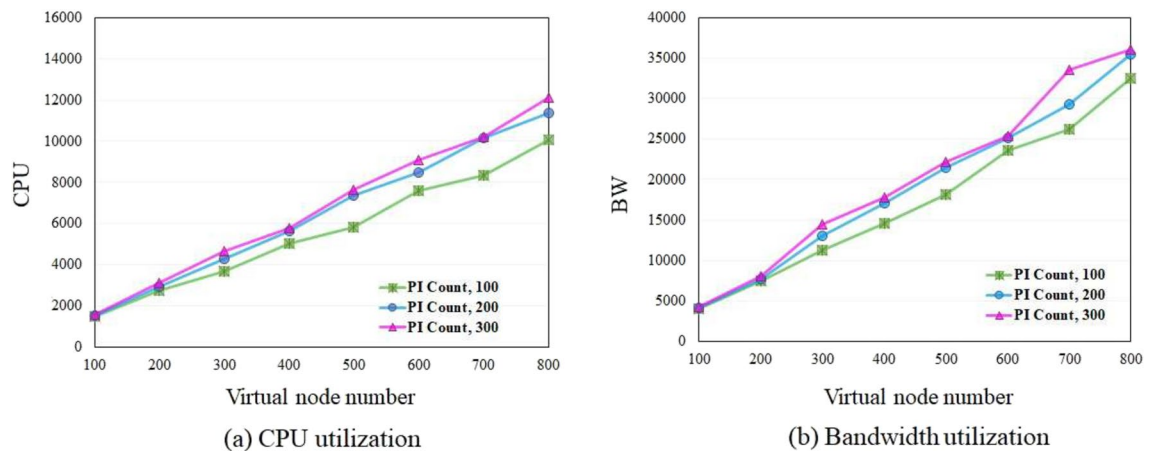 16000
14000
12000
10000
8000
6000
4000
2000
0
CPU
100 200 300 400 500 600 700 800
Virtual node number
PI Count, 100
PI Count, 200
PI Count, 300
(a) CPU utilization
40000
35000
30000
25000
20000
15000
10000
5000
0
BW
100 200 300 400 500 600 700 800
Virtual node number
PI Count, 100
PI Count, 200
PI Count, 300
(b) Bandwidth utilization